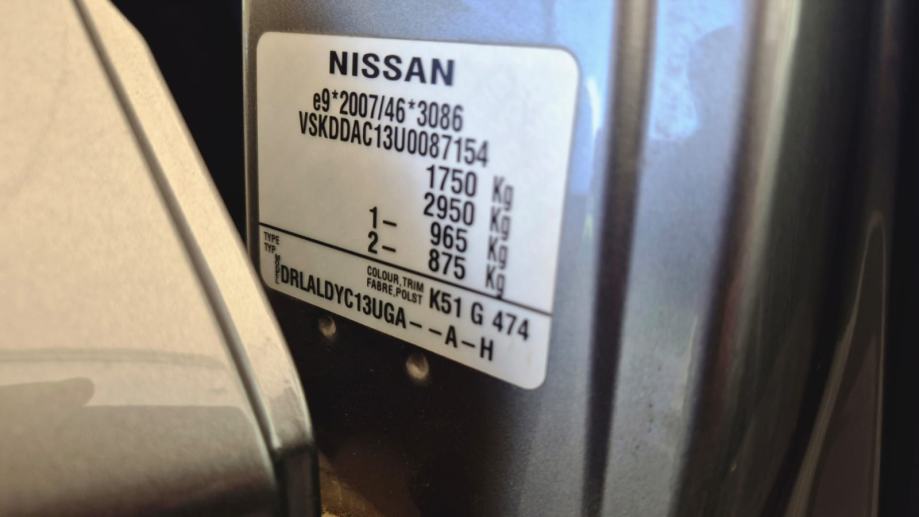 NISSAN
e9*2007/46*3086
VSKDDAC13U0087154
1750 Kg
2950 Kg
1- 965 Kg
2- 875 Kg
TYPE
TYP
COLOUR,TRIM
FABRE,POLST
K51 G 474
DRLALDYC13UGA--A-H